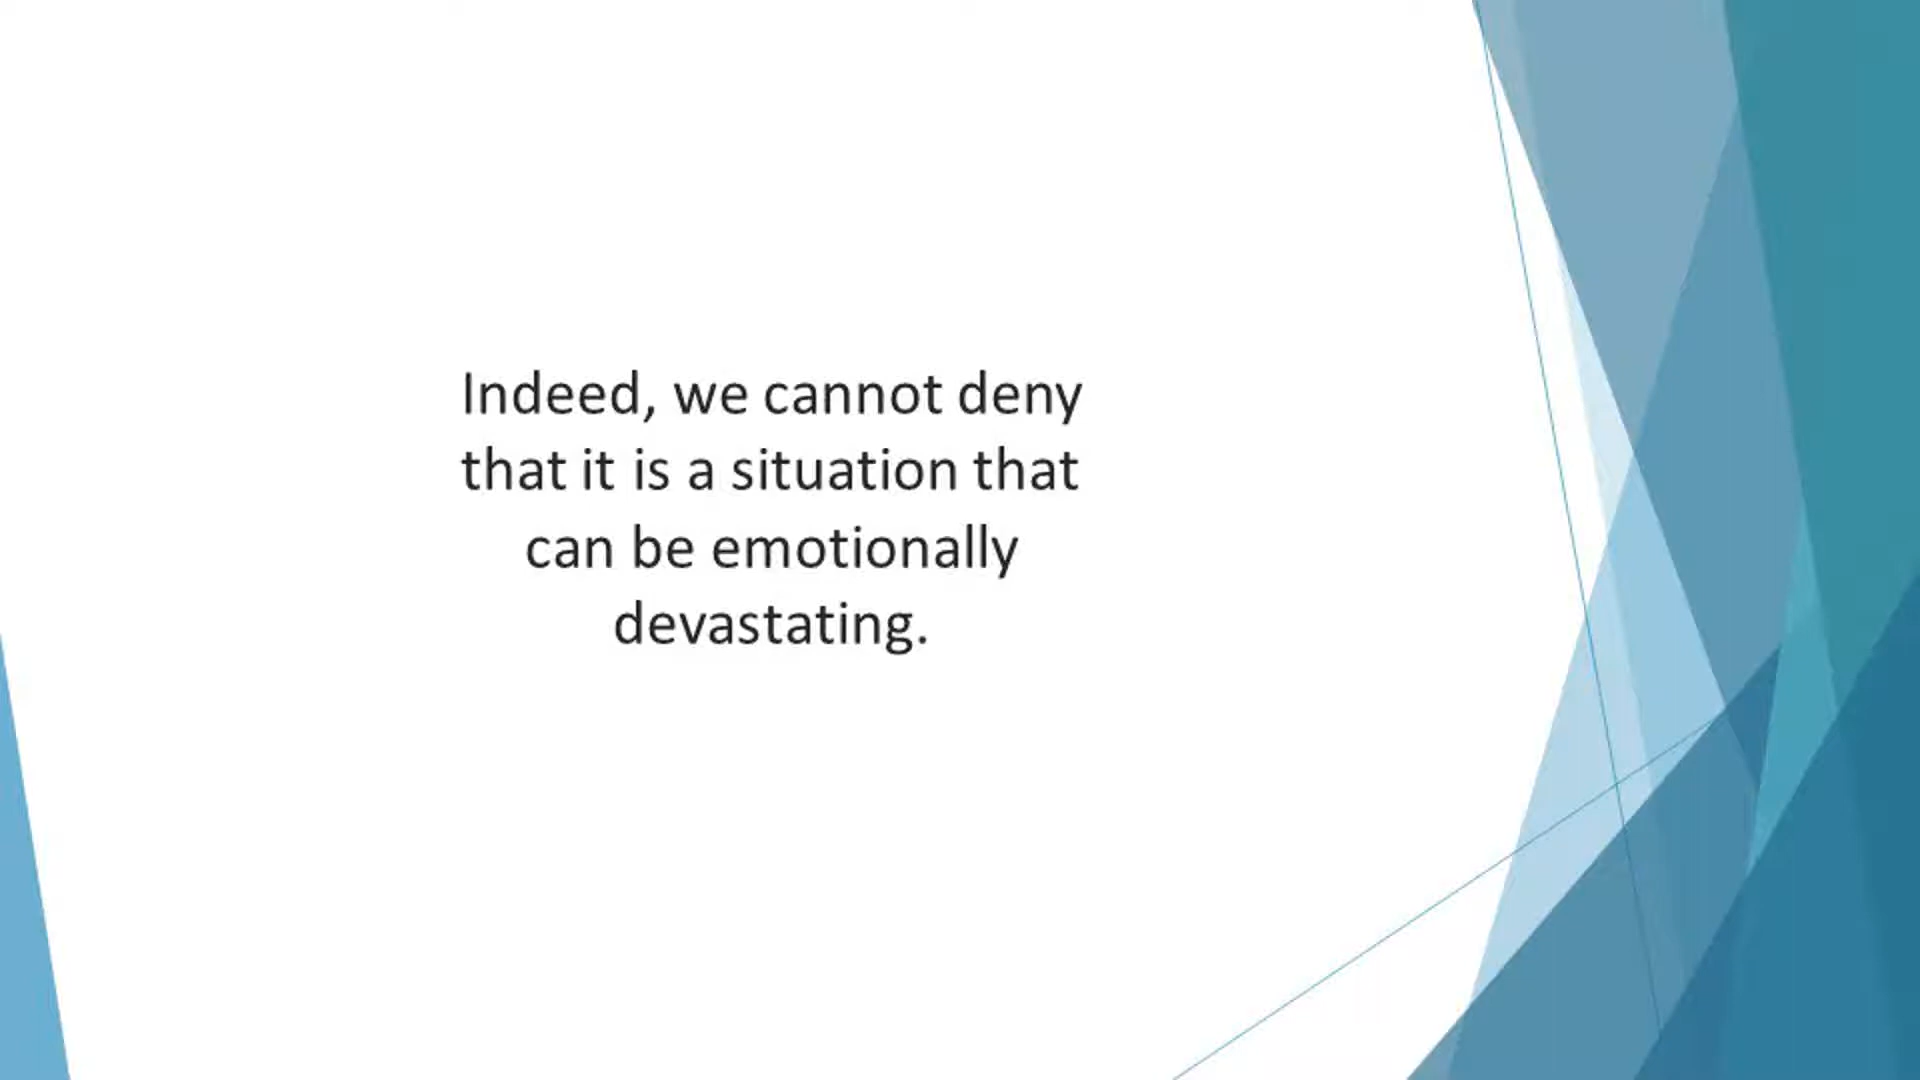 Indeed, we cannot deny
that it is a situation that
can be emotionally
devastating.